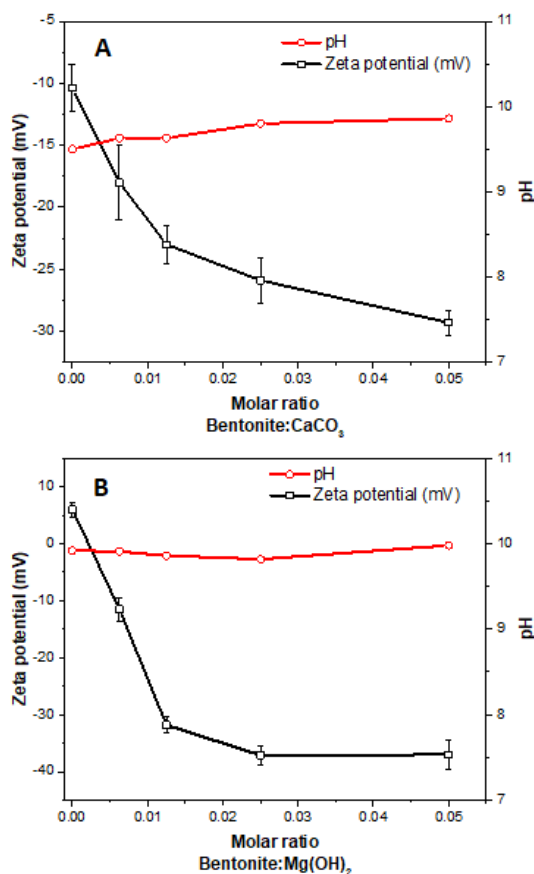 A
pH
Zeta potential (mV)
-5
-10
-15
-20
-25
-30
Zeta potential (mV)
11
10
9
8
7
pH
0.00 0.01 0.02 0.03 0.04 0.05
Molar ratio
Bentonite:CaCO₃
B
pH
Zeta potential (mV)
10
0
-10
-20
-30
-40
Zeta potential (mV)
11
10
9
8
7
pH
0.00 0.01 0.02 0.03 0.04 0.05
Molar ratio
Bentonite:Mg(OH)₂